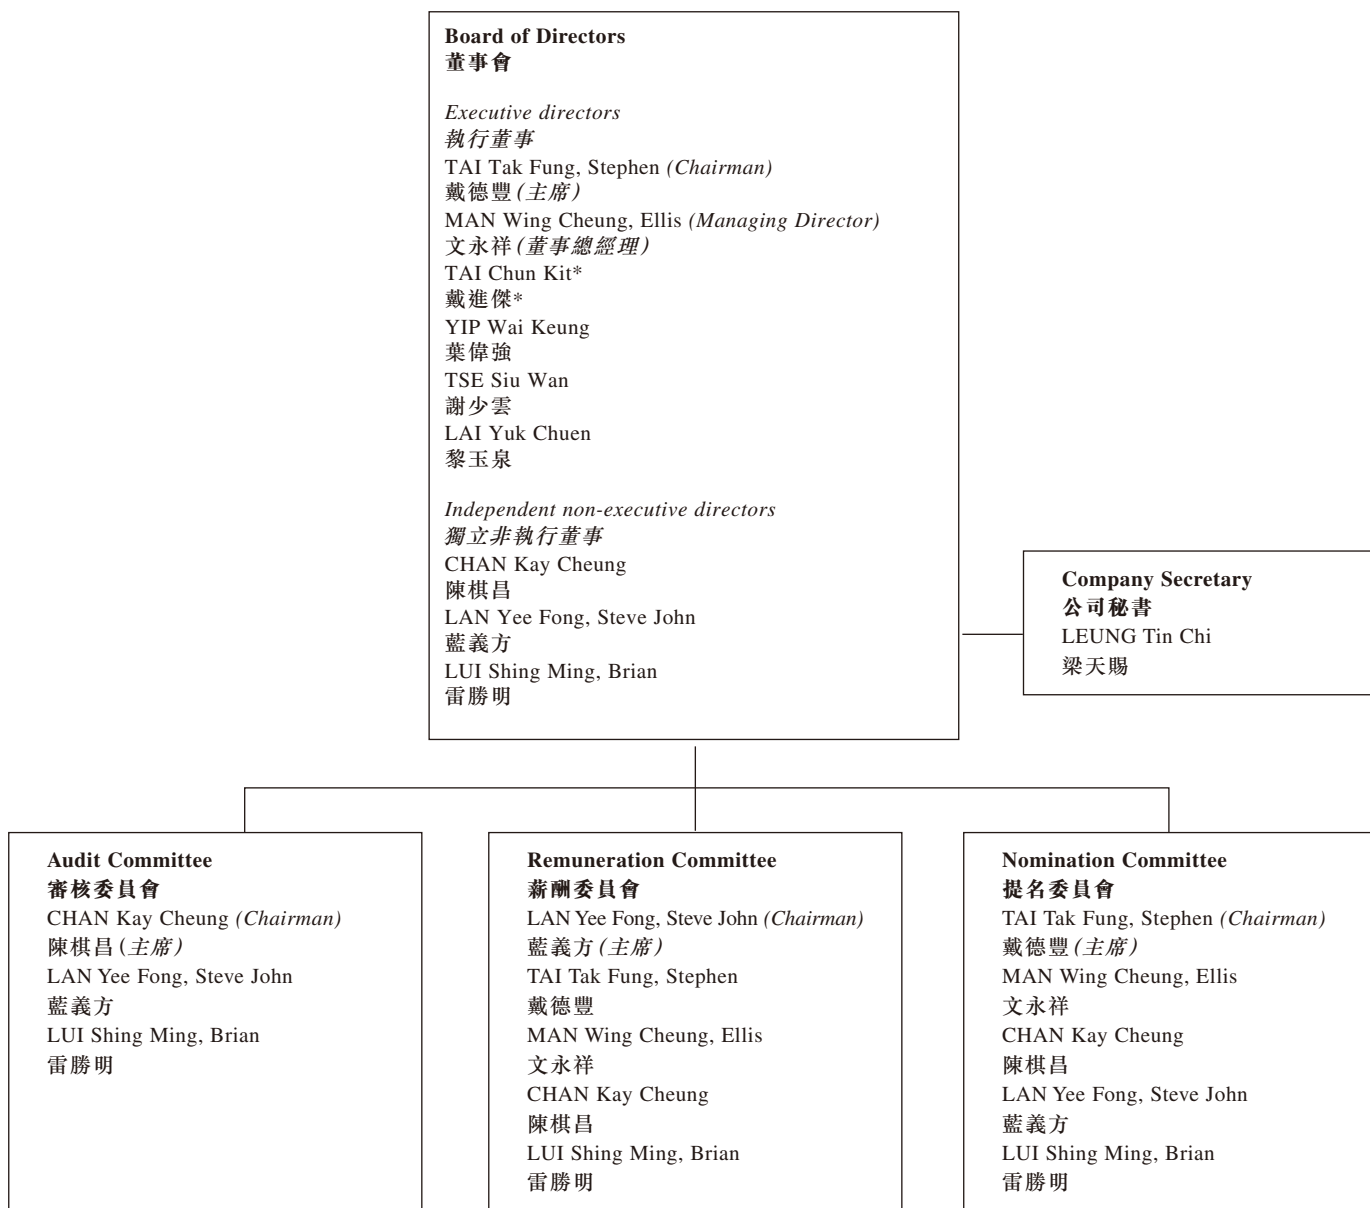 Board of Directors
董事會
Executive directors
執行董事
TAI Tak Fung, Stephen (Chairman)
戴德豐(主席)
MAN Wing Cheung, Ellis (Managing Director)
文永祥(董事總經理)
TAI Chun Kit*
戴進傑*
YIP Wai Keung
葉偉強
TSE Siu Wan
謝少雲
LAI Yuk Chuen
黎玉泉
Independent non-executive directors
獨立非執行董事
CHAN Kay Cheung
陳棋昌
LAN Yee Fong, Steve John
藍義方
LUI Shing Ming, Brian
雷勝明
Company Secretary
公司秘書
LEUNG Tin Chi
梁天賜
Audit Committee
審核委員會
CHAN Kay Cheung (Chairman)
陳棋昌(主席)
LAN Yee Fong, Steve John
藍義方
LUI Shing Ming, Brian
雷勝明
Remuneration Committee
薪酬委員會
LAN Yee Fong, Steve John (Chairman)
藍義方(主席)
TAI Tak Fung, Stephen
戴德豐
MAN Wing Cheung, Ellis
文永祥
CHAN Kay Cheung
陳棋昌
LUI Shing Ming, Brian
雷勝明
Nomination Committee
提名委員會
TAI Tak Fung, Stephen (Chairman)
戴德豐(主席)
MAN Wing Cheung, Ellis
文永祥
CHAN Kay Cheung
陳棋昌
LAN Yee Fong, Steve John
藍義方
LUI Shing Ming, Brian
雷勝明